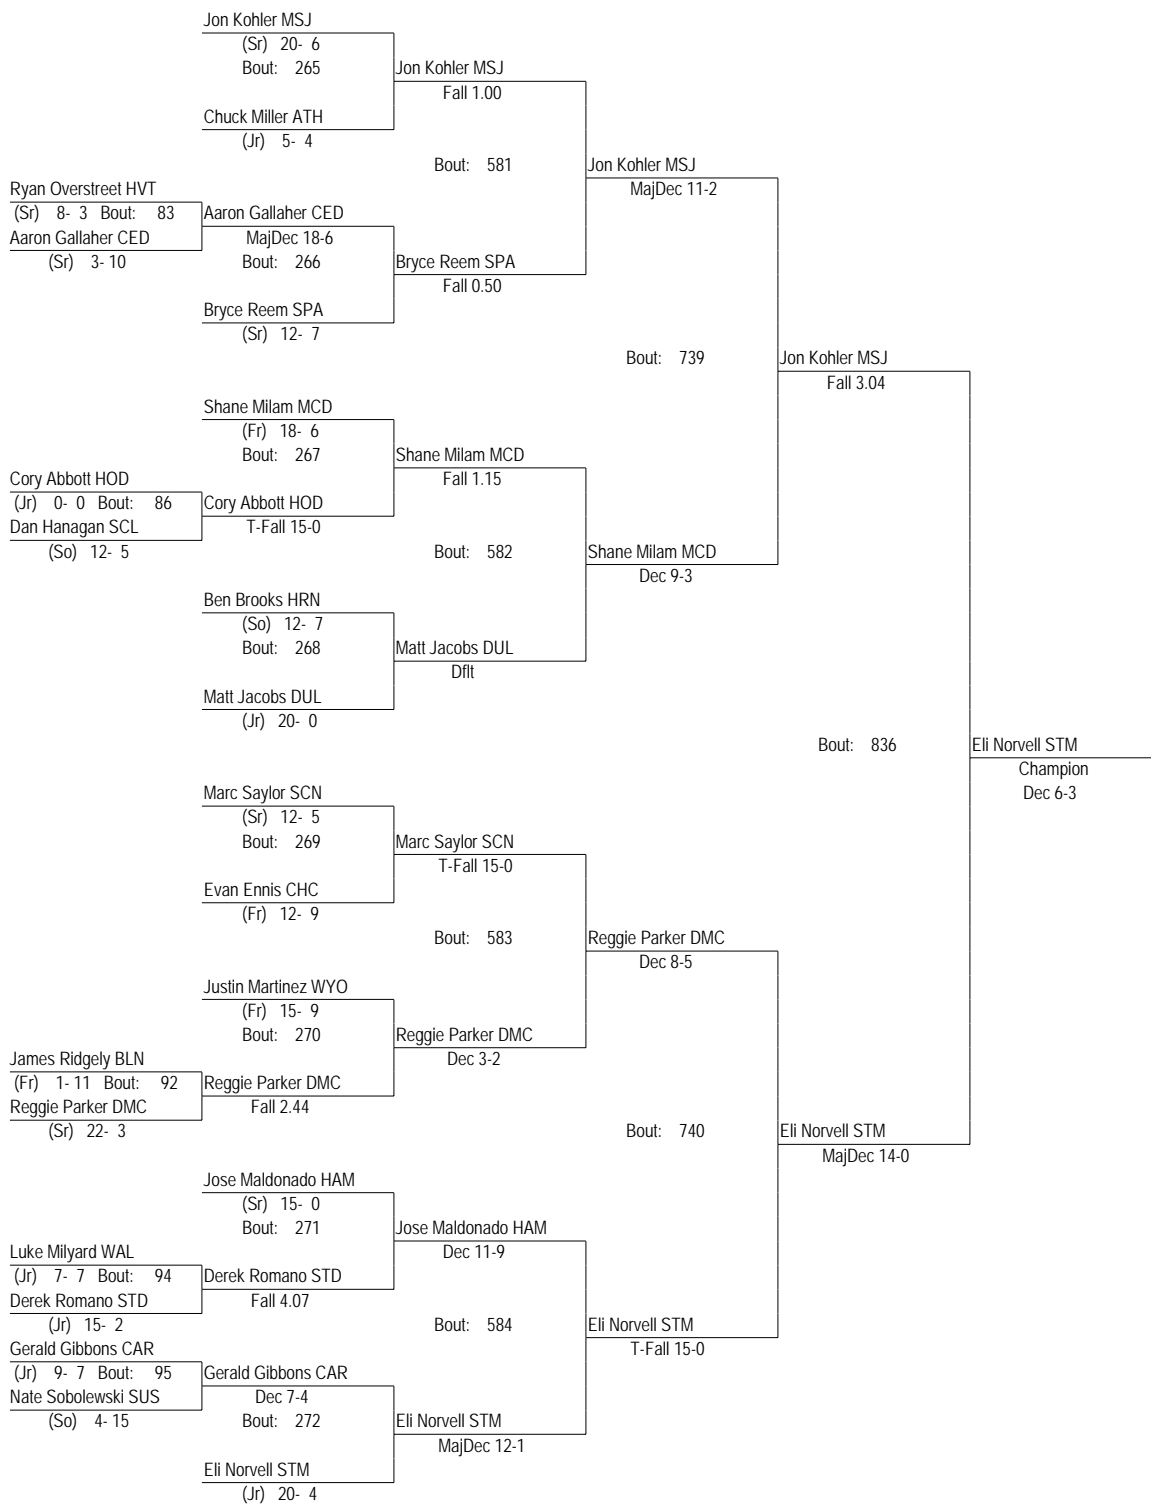 Jon Kohler MSJ
(Sr) 20- 6
Bout: 265
Jon Kohler MSJ
Fall 1.00
Chuck Miller ATH
(Jr) 5- 4
Bout: 581
Jon Kohler MSJ
MajDec 11-2
Ryan Overstreet HVT
(Sr) 8- 3 Bout: 83
Aaron Gallaher CED
Aaron Gallaher CED
MajDec 18-6
(Sr) 3- 10
Bout: 266
Bryce Reem SPA
Fall 0.50
Bryce Reem SPA
(Sr) 12- 7
Bout: 739
Jon Kohler MSJ
Fall 3.04
Shane Milam MCD
(Fr) 18- 6
Bout: 267
Shane Milam MCD
Fall 1.15
Cory Abbott HOD
(Jr) 0- 0 Bout: 86
Cory Abbott HOD
Dan Hanagan SCL
T-Fall 15-0
(So) 12- 5
Bout: 582
Shane Milam MCD
Dec 9-3
Ben Brooks HRN
(So) 12- 7
Bout: 268
Matt Jacobs DUL
Dflt
Matt Jacobs DUL
(Jr) 20- 0
Bout: 836
Eli Norvell STM
Champion
Dec 6-3
Marc Saylor SCN
(Sr) 12- 5
Bout: 269
Marc Saylor SCN
T-Fall 15-0
Evan Ennis CHC
(Fr) 12- 9
Bout: 583
Reggie Parker DMC
Dec 8-5
Justin Martinez WYO
(Fr) 15- 9
Bout: 270
Reggie Parker DMC
Dec 3-2
James Ridgely BLN
(Fr) 1- 11 Bout: 92
Reggie Parker DMC
Reggie Parker DMC
Fall 2.44
(Sr) 22- 3
Bout: 740
Eli Norvell STM
MajDec 14-0
Jose Maldonado HAM
(Sr) 15- 0
Bout: 271
Jose Maldonado HAM
Dec 11-9
Luke Milyard WAL
(Jr) 7- 7 Bout: 94
Derek Romano STD
Derek Romano STD
Fall 4.07
(Jr) 15- 2
Bout: 584
Eli Norvell STM
T-Fall 15-0
Gerald Gibbons CAR
(Jr) 9- 7 Bout: 95
Gerald Gibbons CAR
Nate Sobolewski SUS
Dec 7-4
(So) 4- 15
Bout: 272
Eli Norvell STM
MajDec 12-1
Eli Norvell STM
(Jr) 20- 4